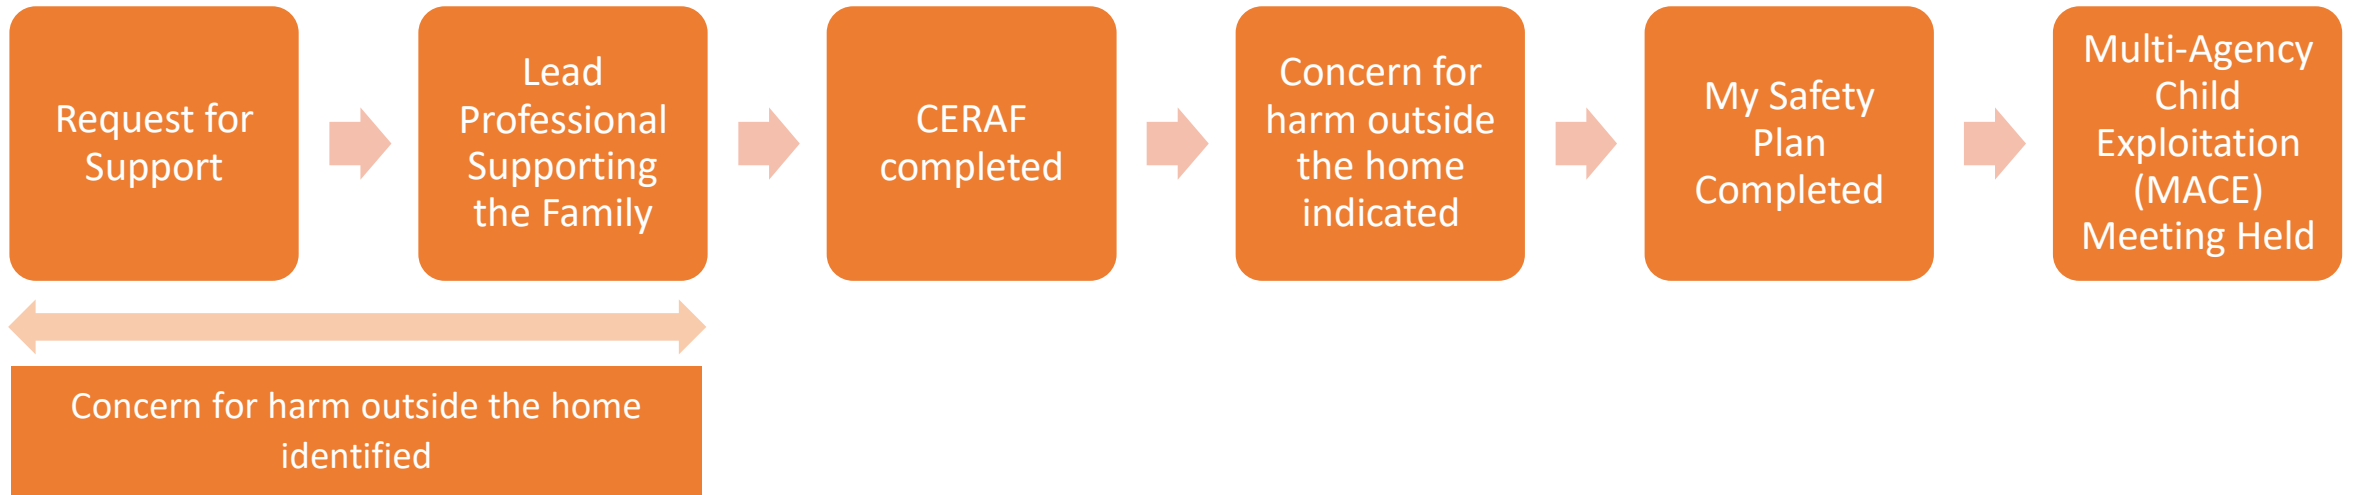 Request for
Support
Lead
Professional
Supporting
the Family
CERAF
completed
Concern for
harm outside
the home
indicated
My Safety
Plan
Completed
Multi-Agency
Child
Exploitation
(MACE)
Meeting Held
Concern for harm outside the home
identified